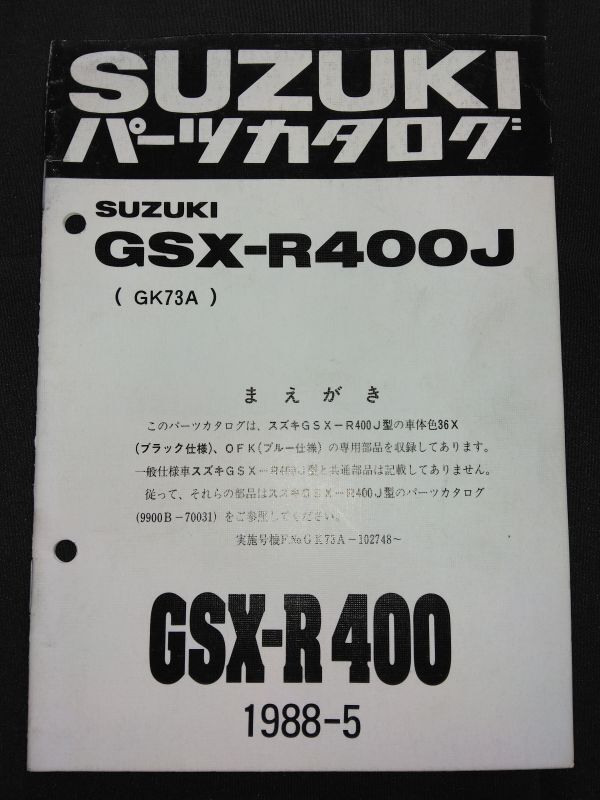 SUZUKI
パーツカタログ
SUZUKI
GSX-R400J
( GK73A )
まえがき
このパーツカタログは、スズキGSX-R400J型の車体色36X
(ブラック仕様)、OFK(ブルー仕様)の専用部品を収録してあります。
一般仕様車スズキGSX-R400J型と共通部品は記載してありません。
従って、それらの部品はスズキGSX-R400J型のパーツカタログ
(9900B-70031)をご参照してください。
実施号機F.No.GK73A-102748~
GSX-R400
1988-5